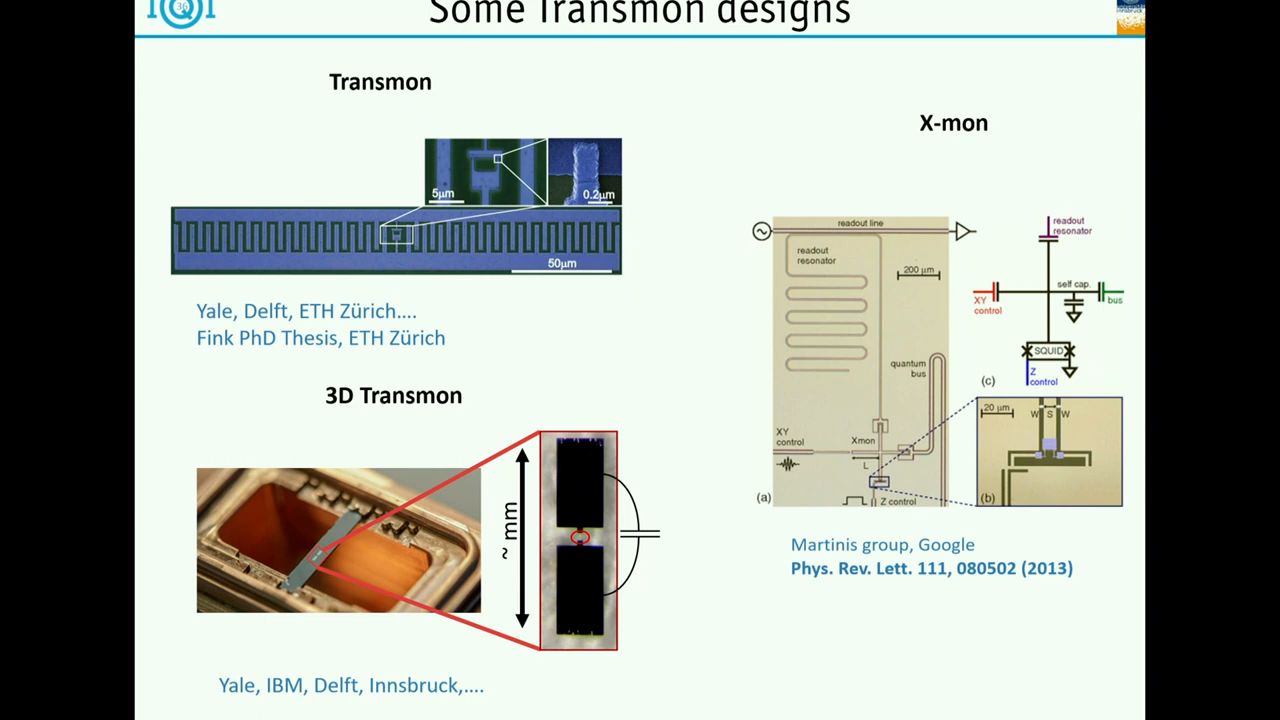 IQI
Some Transmon designs
Transmon
5μm
0.2μm
50μm
Yale, Delft, ETH Zürich....
Fink PhD Thesis, ETH Zürich
3D Transmon
~ mm
Yale, IBM, Delft, Innsbruck,....
X-mon
readout line
readout
resonator
200 μm
quantum
bus
XY
control
Xmon
L
Z control
(a)
readout
resonator
XY
control
self cap.
bus
SQUID
Z
control
(c)
20 μm
W S W
(b)
Martinis group, Google
Phys. Rev. Lett. 111, 080502 (2013)